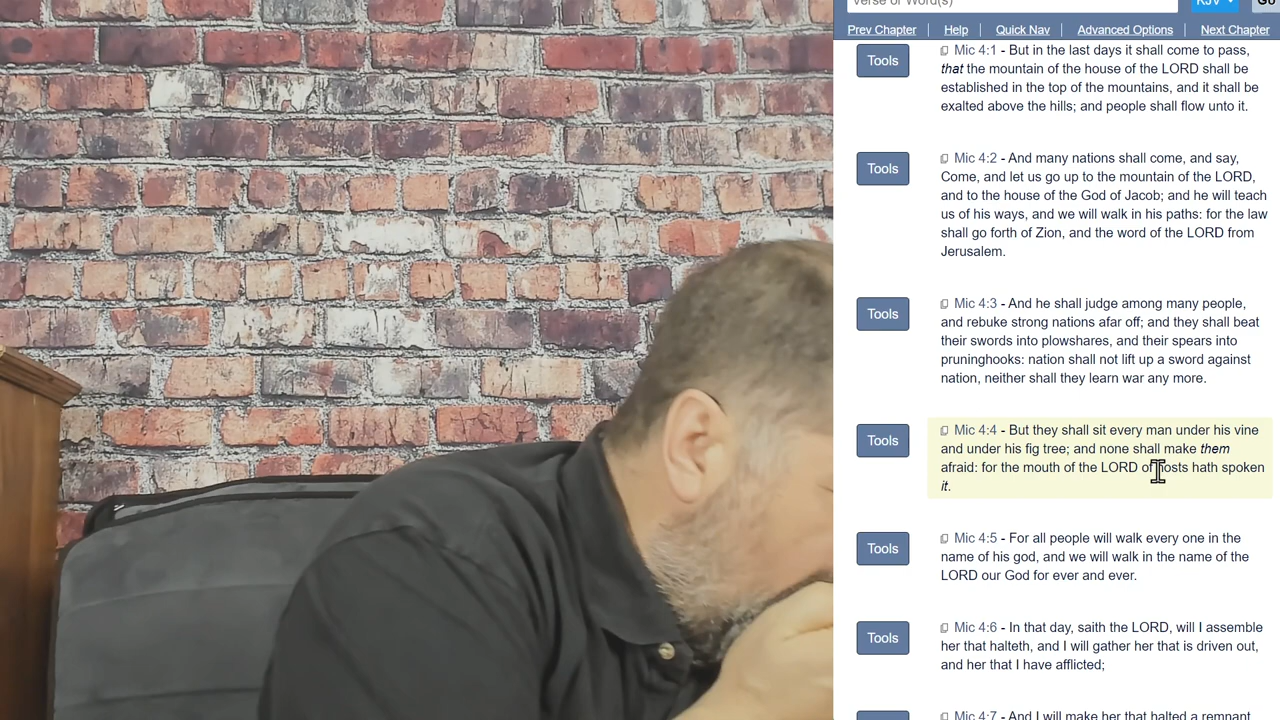 Verse or Word(s)
KJV
Go
Prev Chapter
Help
Quick Nav
Advanced Options
Next Chapter
Tools
Mic 4:1 - But in the last days it shall come to pass,
that the mountain of the house of the LORD shall be
established in the top of the mountains, and it shall be
exalted above the hills; and people shall flow unto it.
Tools
Mic 4:2 - And many nations shall come, and say,
Come, and let us go up to the mountain of the LORD,
and to the house of the God of Jacob; and he will teach
us of his ways, and we will walk in his paths: for the law
shall go forth of Zion, and the word of the LORD from
Jerusalem.
Tools
Mic 4:3 - And he shall judge among many people,
and rebuke strong nations afar off; and they shall beat
their swords into plowshares, and their spears into
pruninghooks: nation shall not lift up a sword against
nation, neither shall they learn war any more.
Tools
Mic 4:4 - But they shall sit every man under his vine
and under his fig tree; and none shall make them
afraid: for the mouth of the LORD of hosts hath spoken
it.
Tools
Mic 4:5 - For all people will walk every one in the
name of his god, and we will walk in the name of the
LORD our God for ever and ever.
Tools
Mic 4:6 - In that day, saith the LORD, will I assemble
her that halteth, and I will gather her that is driven out,
and her that I have afflicted;
Mic 4:7 - And I will make her that halted a remnant